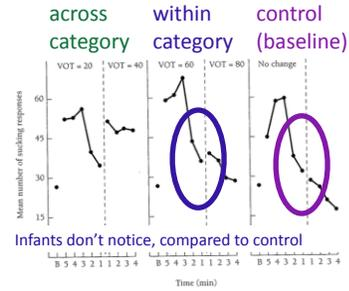 across category
within category
control (baseline)
VOT = 20
VOT = 40
VOT = 60
VOT = 80
No change
Mean number of sucking responses
60
45
30
15
Infants don't notice, compared to control
B 5 4 3 2 1 1 2 3 4
B 5 4 3 2 1 1 2 3 4
B 5 4 3 2 1 1 2 3 4
Time (min)